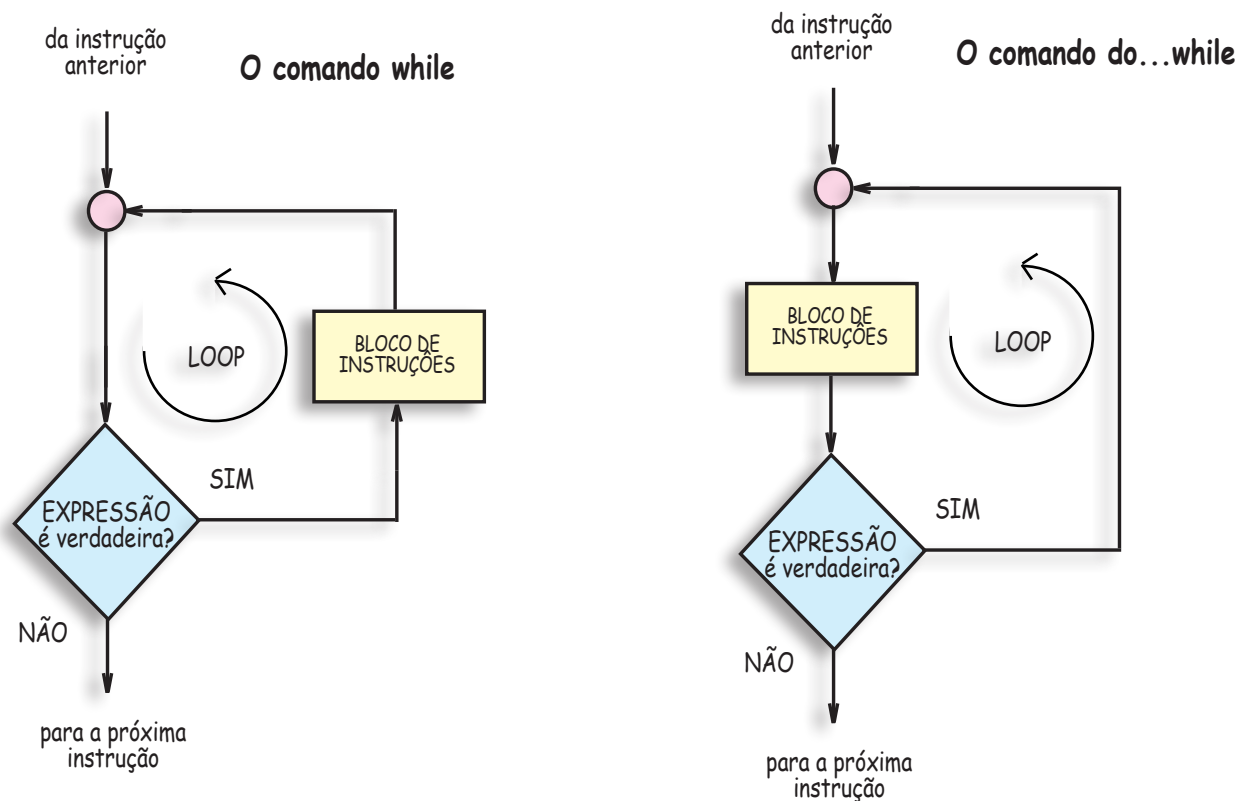 da instrução
anterior
O comando while
LOOP
BLOCO DE
INSTRUÇÕES
SIM
EXPRESSÃO
é verdadeira?
NÃO
para a próxima
instrução
da instrução
anterior
O comando do...while
BLOCO DE
INSTRUÇÕES
LOOP
SIM
EXPRESSÃO
é verdadeira?
NÃO
para a próxima
instrução